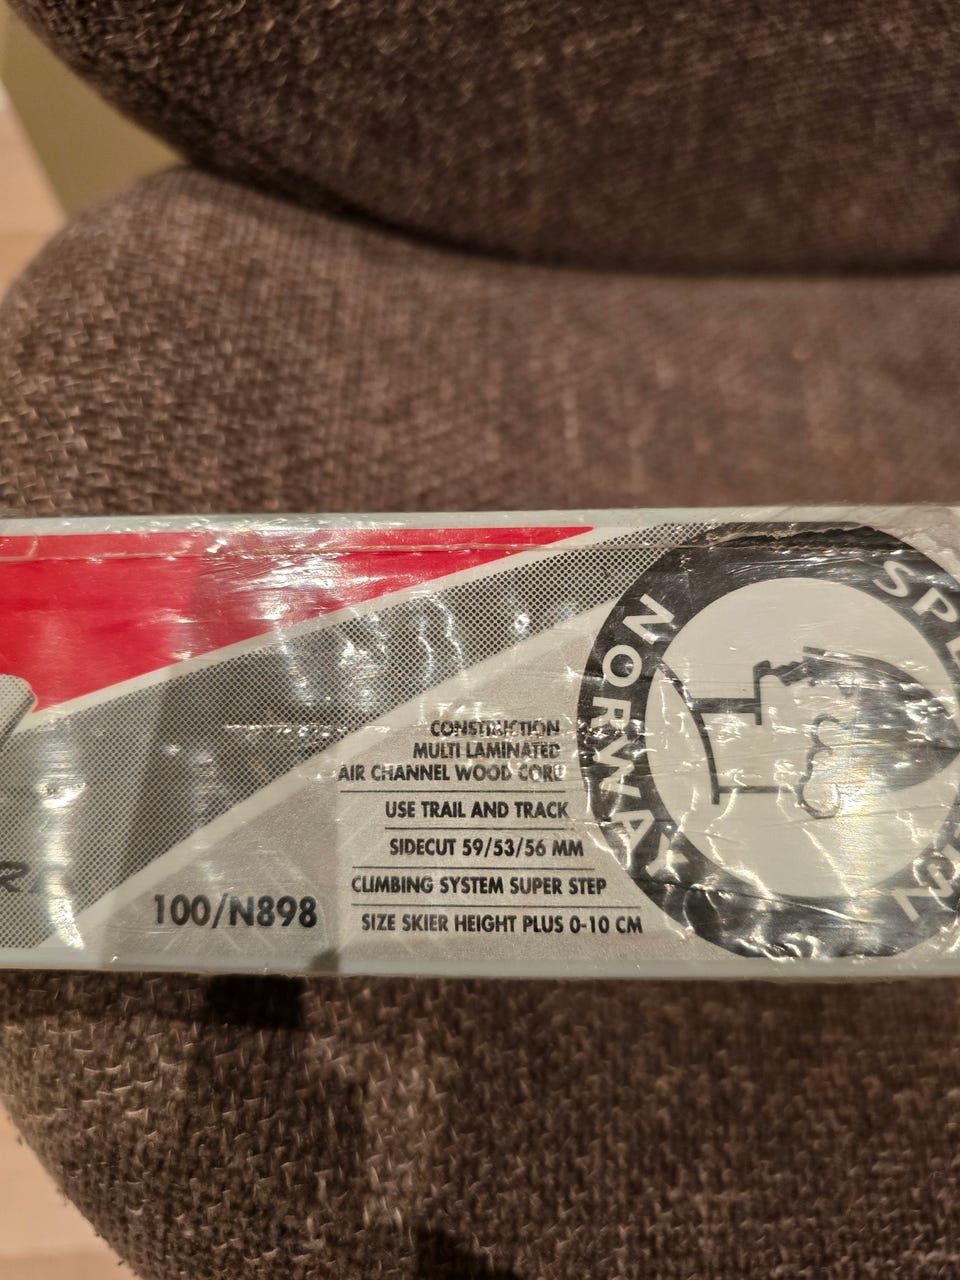 CONSTRUCTION
MULTI LAMINATED
AIR CHANNEL WOOD CORE
USE TRAIL AND TRACK
SIDECUT 59/53/56 MM
CLIMBING SYSTEM SUPER STEP
SIZE SKIER HEIGHT PLUS 0-10 CM
100/N898
NORWAY